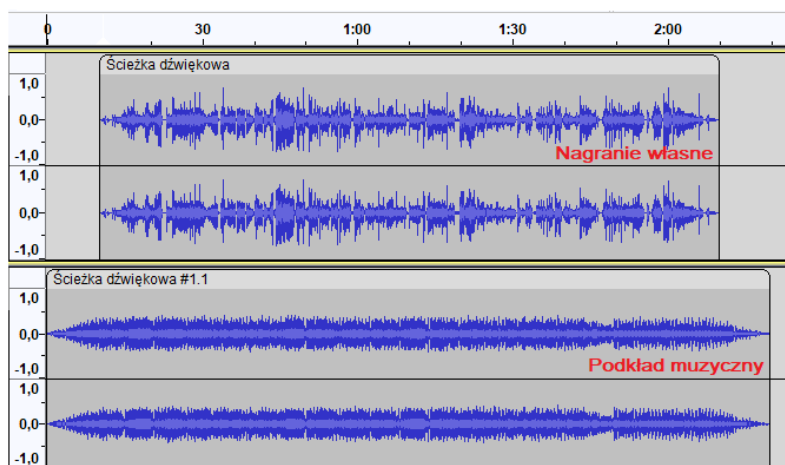 0 30 1:00 1:30 2:00
Ścieżka dźwiękowa
1,0
0,0
-1,0
Nagranie własne
1,0
0,0
-1,0
Ścieżka dźwiękowa #1.1
1,0
0,0
-1,0
Podkład muzyczny
1,0
0,0
-1,0